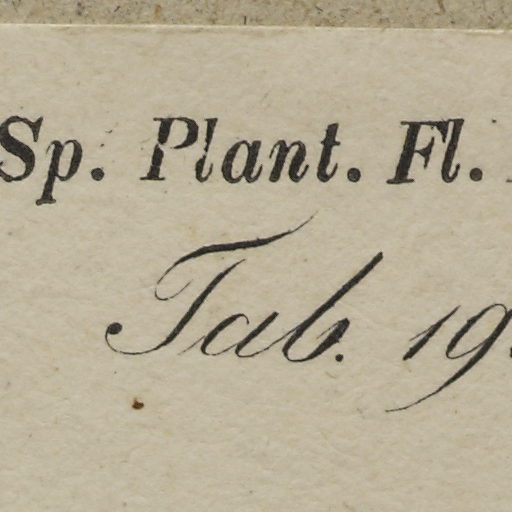 Sp. Plant. Fl.
Tab. 19